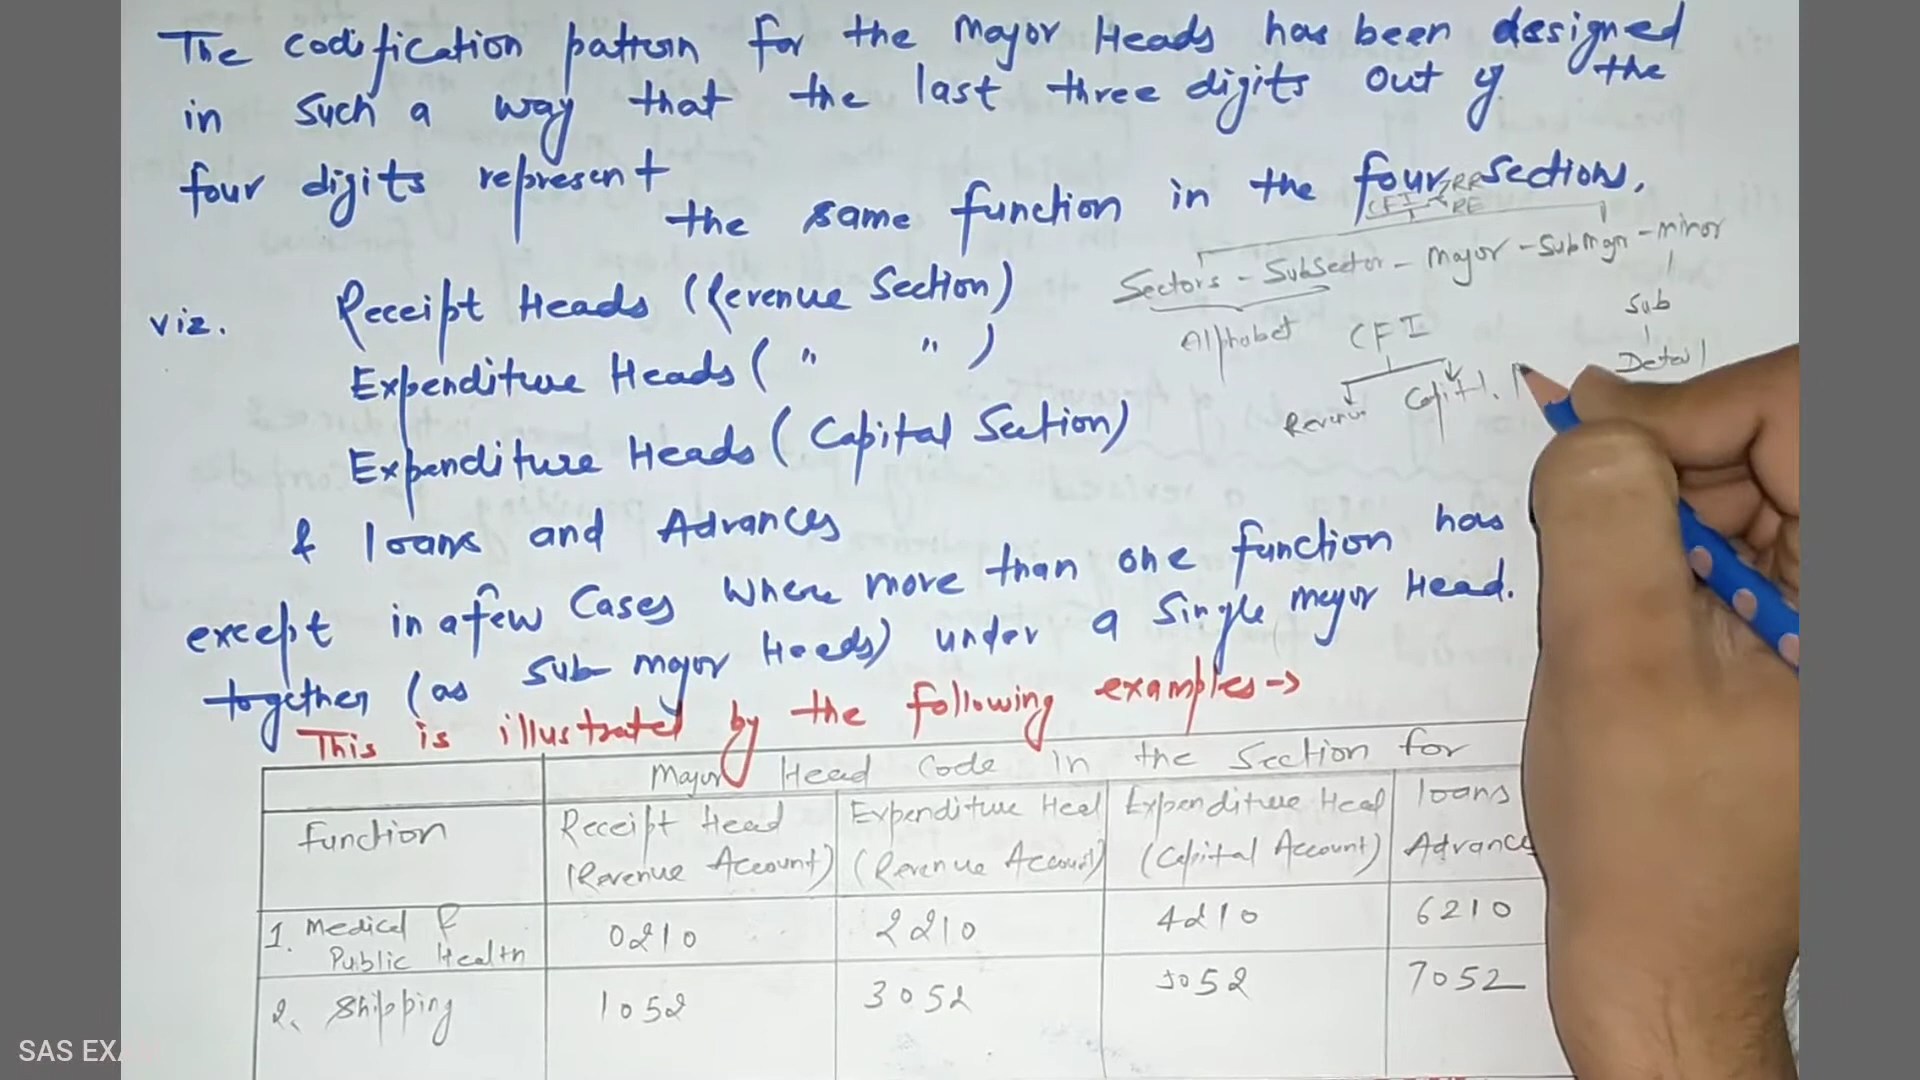 The codification pattern for the Major Heads has been designed
in such a way that the last three digits out of the
four digits represent the same function in the four sections.
viz. Receipt Heads (Revenue Section)
Expenditure Heads ( " " )
Expenditure Heads ( Capital Section)
& loans and Advances
except in a few Cases where more than one function has
together (as sub major Heads) under a single major Head.
This is illustrated by the following examples→
RR
CFI RE
Sectors - Subsector - Major - Submajor - minor
Alphabet
CFI
Sub
Detail
Revenue Capital.
Major Head Code in the Section for
Function
Receipt Head (Revenue Account)
Expenditure Head (Revenue Account)
Expenditure Head (Capital Account)
loans Advance
1. Medical & Public Health 0210 2210 4210 6210
2. Shipping 1052 3052 5052 7052
SAS EXA